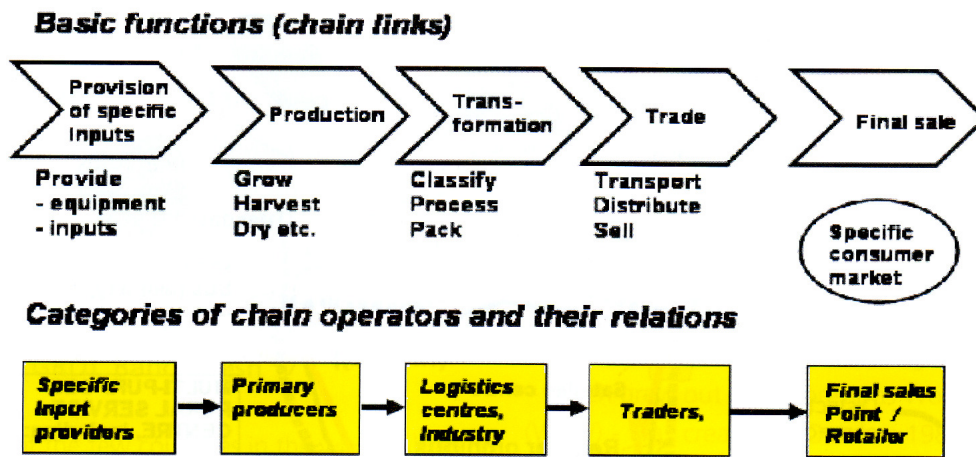 Basic functions (chain links)
Provision
of specific
Inputs
Production
Trans-
formation
Trade
Final sale
Provide
- equipment
- inputs
Grow
Harvest
Dry etc.
Classify
Process
Pack
Transport
Distribute
Sell
Specific
consumer
market
Categories of chain operators and their relations
Specific
Input
providers
Primary
producers
Logistics
centres,
Industry
Traders,
Final sales
Point /
Retailer